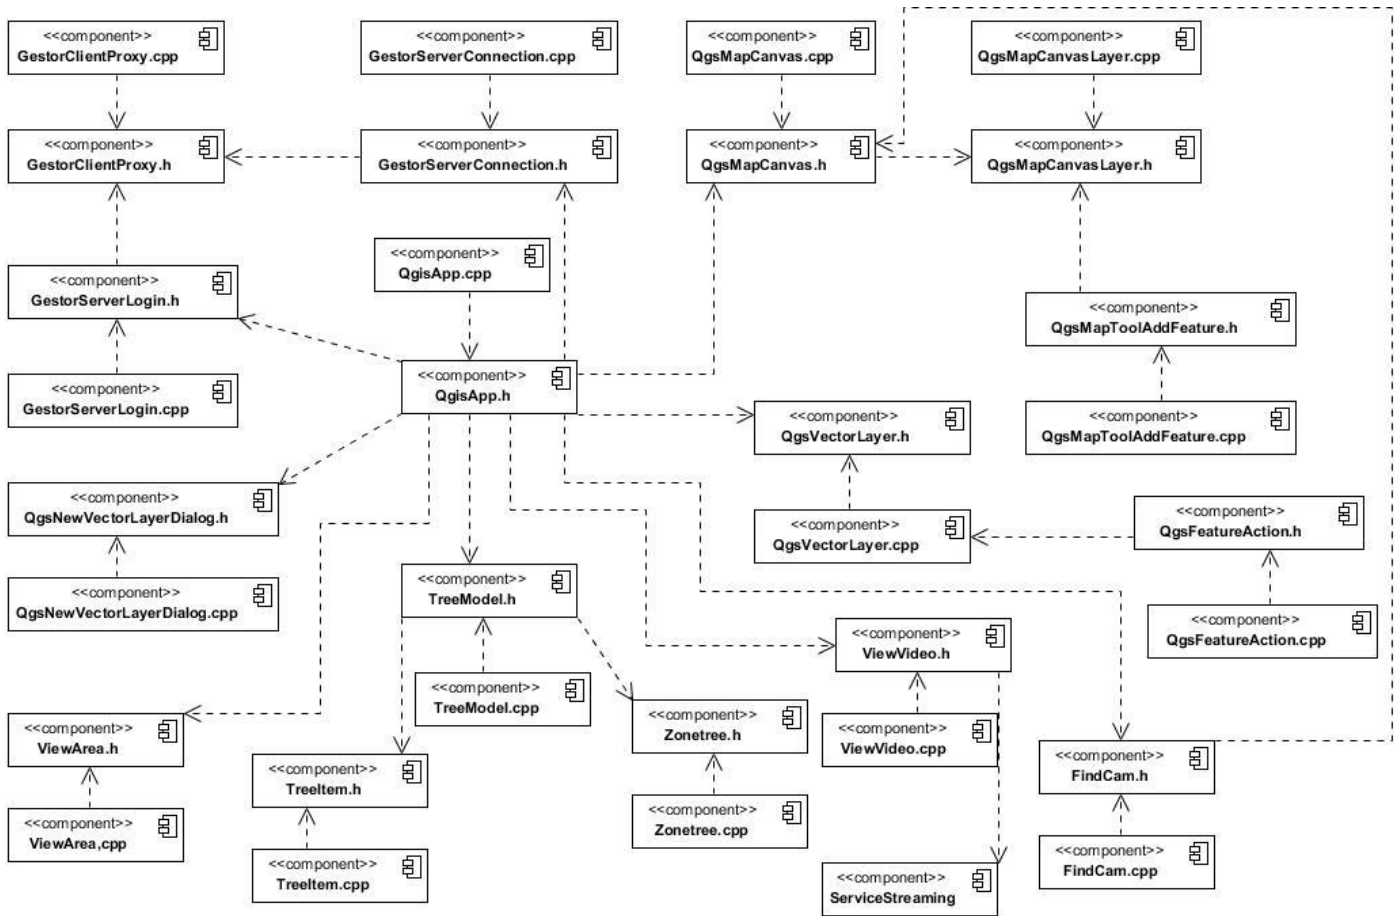 <<component>>
GestorClientProxy.cpp
<<component>>
GestorServerConnection.cpp
<<component>>
QgsMapCanvas.cpp
<<component>>
QgsMapCanvasLayer.cpp
<<component>>
GestorClientProxy.h
<<component>>
GestorServerConnection.h
<<component>>
QgsMapCanvas.h
<<component>>
QgsMapCanvasLayer.h
<<component>>
QgisApp.cpp
<<component>>
GestorServerLogin.h
<<component>>
QgsMapToolAddFeature.h
<<component>>
GestorServerLogin.cpp
<<component>>
QgisApp.h
<<component>>
QgsVectorLayer.h
<<component>>
QgsMapToolAddFeature.cpp
<<component>>
QgsNewVectorLayerDialog.h
<<component>>
QgsVectorLayer.cpp
<<component>>
QgsFeatureAction.h
<<component>>
QgsNewVectorLayerDialog.cpp
<<component>>
TreeModel.h
<<component>>
ViewVideo.h
<<component>>
QgsFeatureAction.cpp
<<component>>
TreeModel.cpp
<<component>>
ViewArea.h
<<component>>
Zonetree.h
<<component>>
ViewVideo.cpp
<<component>>
TreeItem.h
<<component>>
FindCam.h
<<component>>
ViewArea,cpp
<<component>>
Zonetree.cpp
<<component>>
TreeItem.cpp
<<component>>
ServiceStreaming
<<component>>
FindCam.cpp